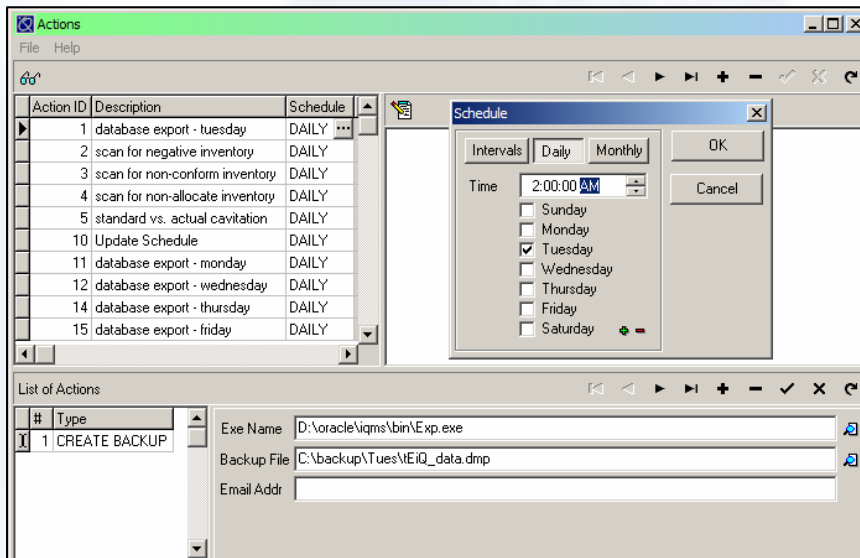 Actions
File Help
Action ID Description Schedule
1 database export - tuesday DAILY ...
2 scan for negative inventory DAILY
3 scan for non-conform inventory DAILY
4 scan for non-allocate inventory DAILY
5 standard vs. actual cavitation DAILY
10 Update Schedule DAILY
11 database export - monday DAILY
12 database export - wednesday DAILY
14 database export - thursday DAILY
15 database export - friday DAILY
Schedule
Intervals Daily Monthly
OK
Time 2:00:00 AM
Cancel
Sunday
Monday
Tuesday
Wednesday
Thursday
Friday
Saturday
List of Actions
# Type
1 CREATE BACKUP
Exe Name D:\oracle\iqms\bin\Exp.exe
Backup File C:\backup\Tues\tEiQ_data.dmp
Email Addr